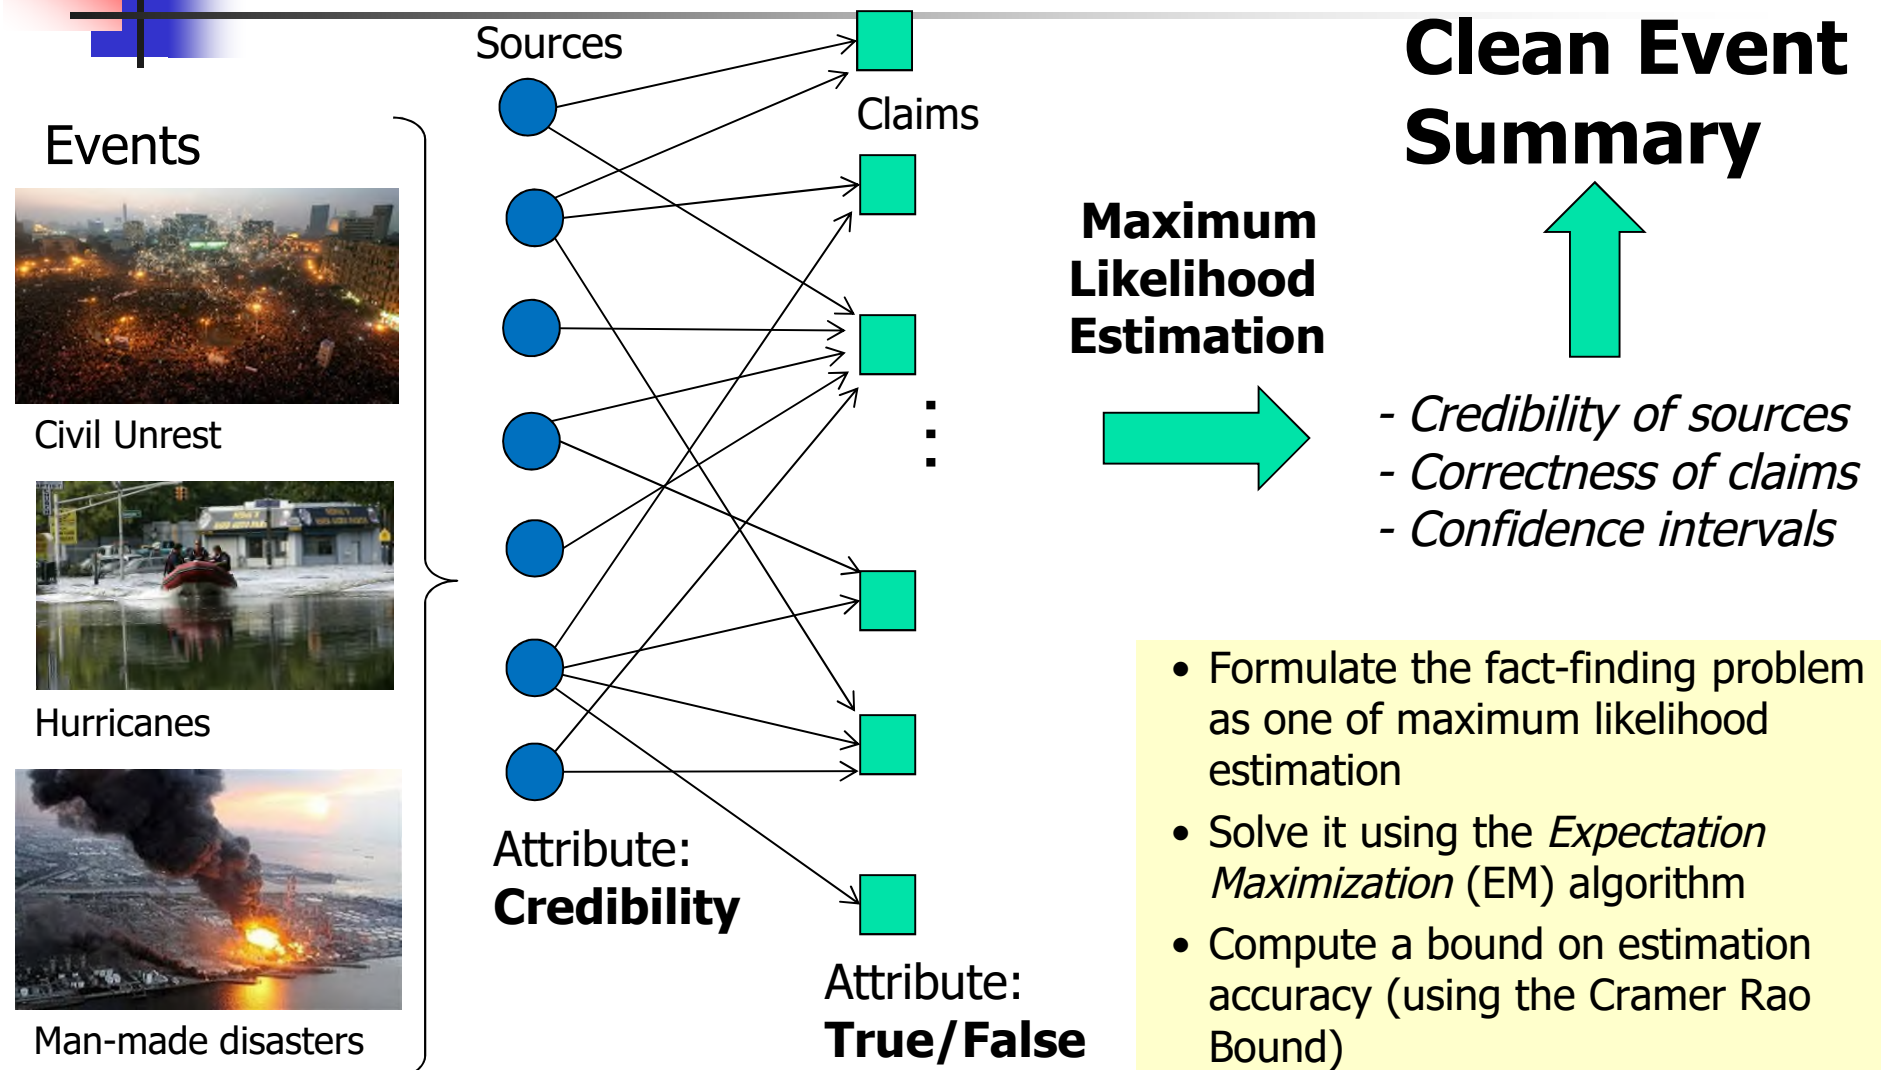 Sources
Claims
Clean Event
Summary
Events
Civil Unrest
Hurricanes
Man-made disasters
Attribute:
Credibility
Attribute:
True/False
Maximum
Likelihood
Estimation
- Credibility of sources
- Correctness of claims
- Confidence intervals
• Formulate the fact-finding problem
as one of maximum likelihood
estimation
• Solve it using the Expectation
Maximization (EM) algorithm
• Compute a bound on estimation
accuracy (using the Cramer Rao
Bound)